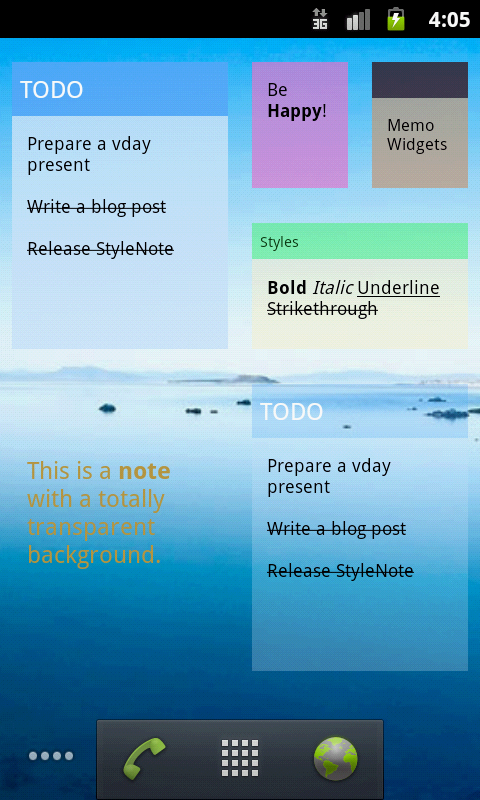 3G
4:05
TODO
Prepare a vday
present
Write a blog post
Release StyleNote
Be
Happy!
Memo
Widgets
Styles
Bold Italic Underline
Strikethrough
This is a note
with a totally
transparent
background.
TODO
Prepare a vday
present
Write a blog post
Release StyleNote